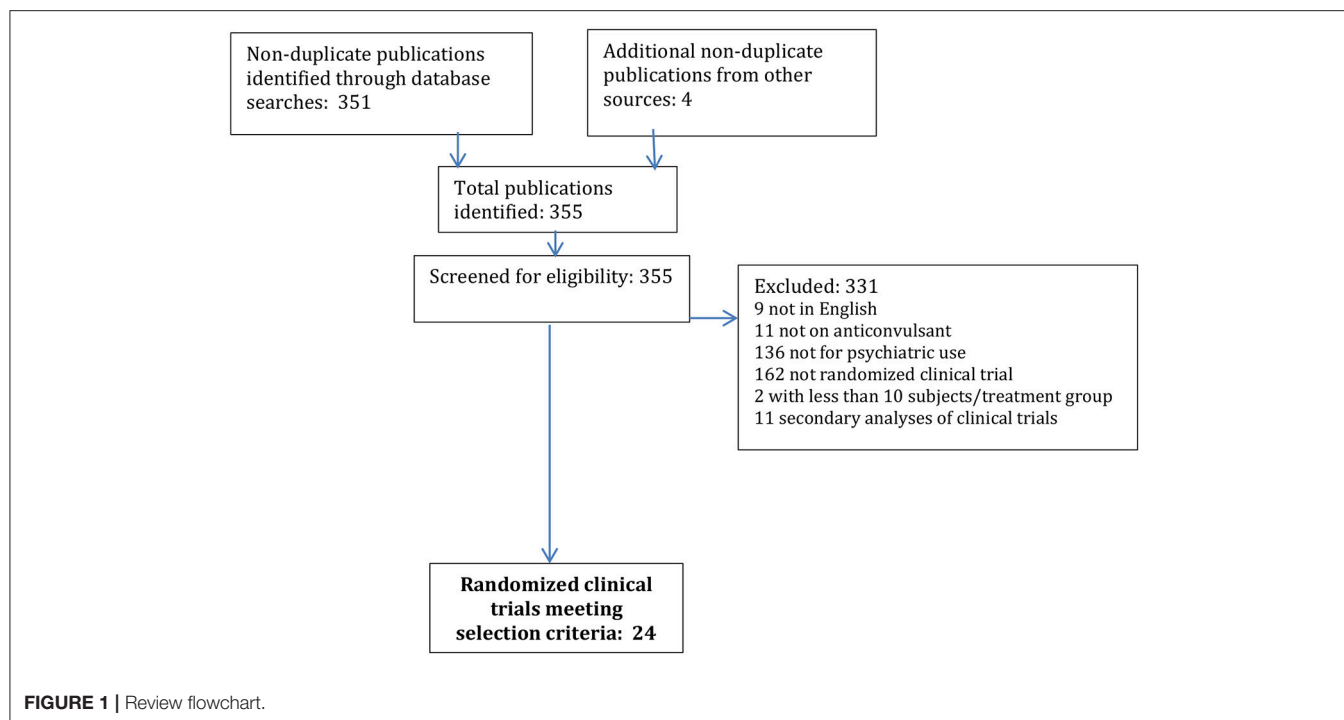 Non-duplicate publications
identified through database
searches:  351
Additional non-duplicate
publications from other
sources: 4
Total publications
identified: 355
Screened for eligibility: 355
Excluded: 331
9 not in English
11 not on anticonvulsant
136 not for psychiatric use
162 not randomized clinical trial
2 with less than 10 subjects/treatment group
11 secondary analyses of clinical trials
Randomized clinical
trials meeting
selection criteria:  24
FIGURE 1 | Review flowchart.